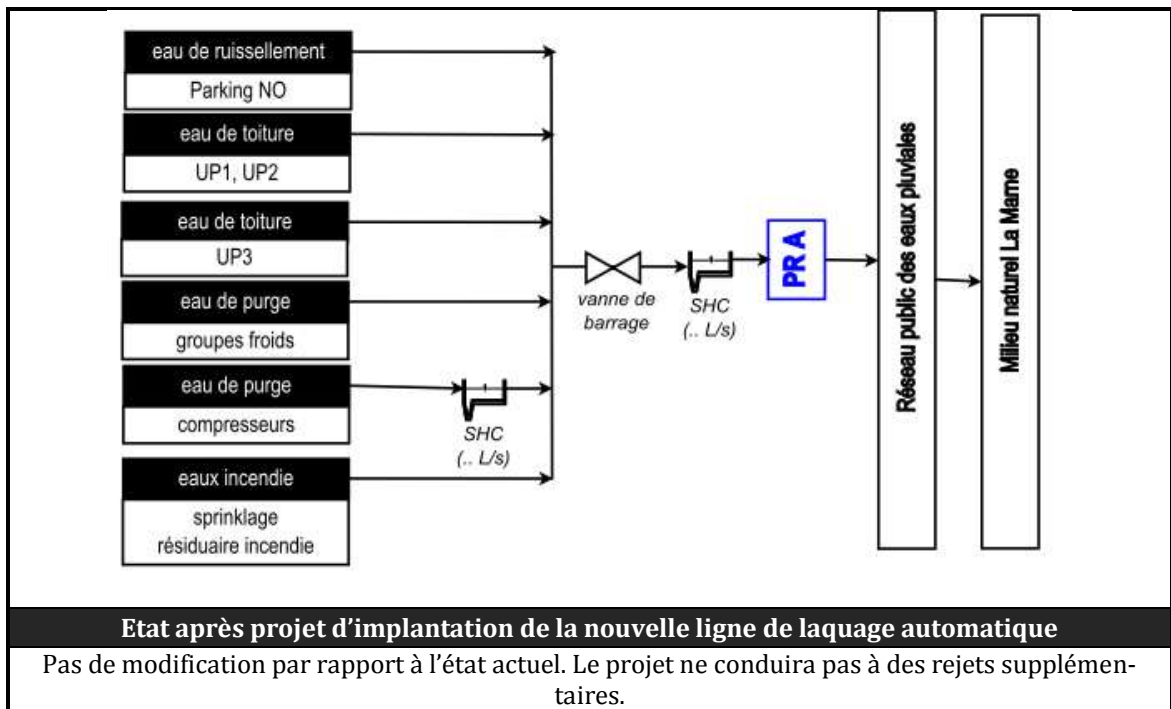 eau de ruissellement
Parking NO
eau de toiture
UP1, UP2
eau de toiture
UP3
eau de purge
groupes froids
eau de purge
compresseurs
SHC
(.. L/s)
eaux incendie
sprinklage
résiduaire incendie
vanne de
barrage
SHC
(.. L/s)
PR A
Réseau public des eaux pluviales
Milieu naturel La Marne
Etat après projet d’implantation de la nouvelle ligne de laquage automatique
Pas de modification par rapport à l’état actuel. Le projet ne conduira pas à des rejets supplémen-
taires.